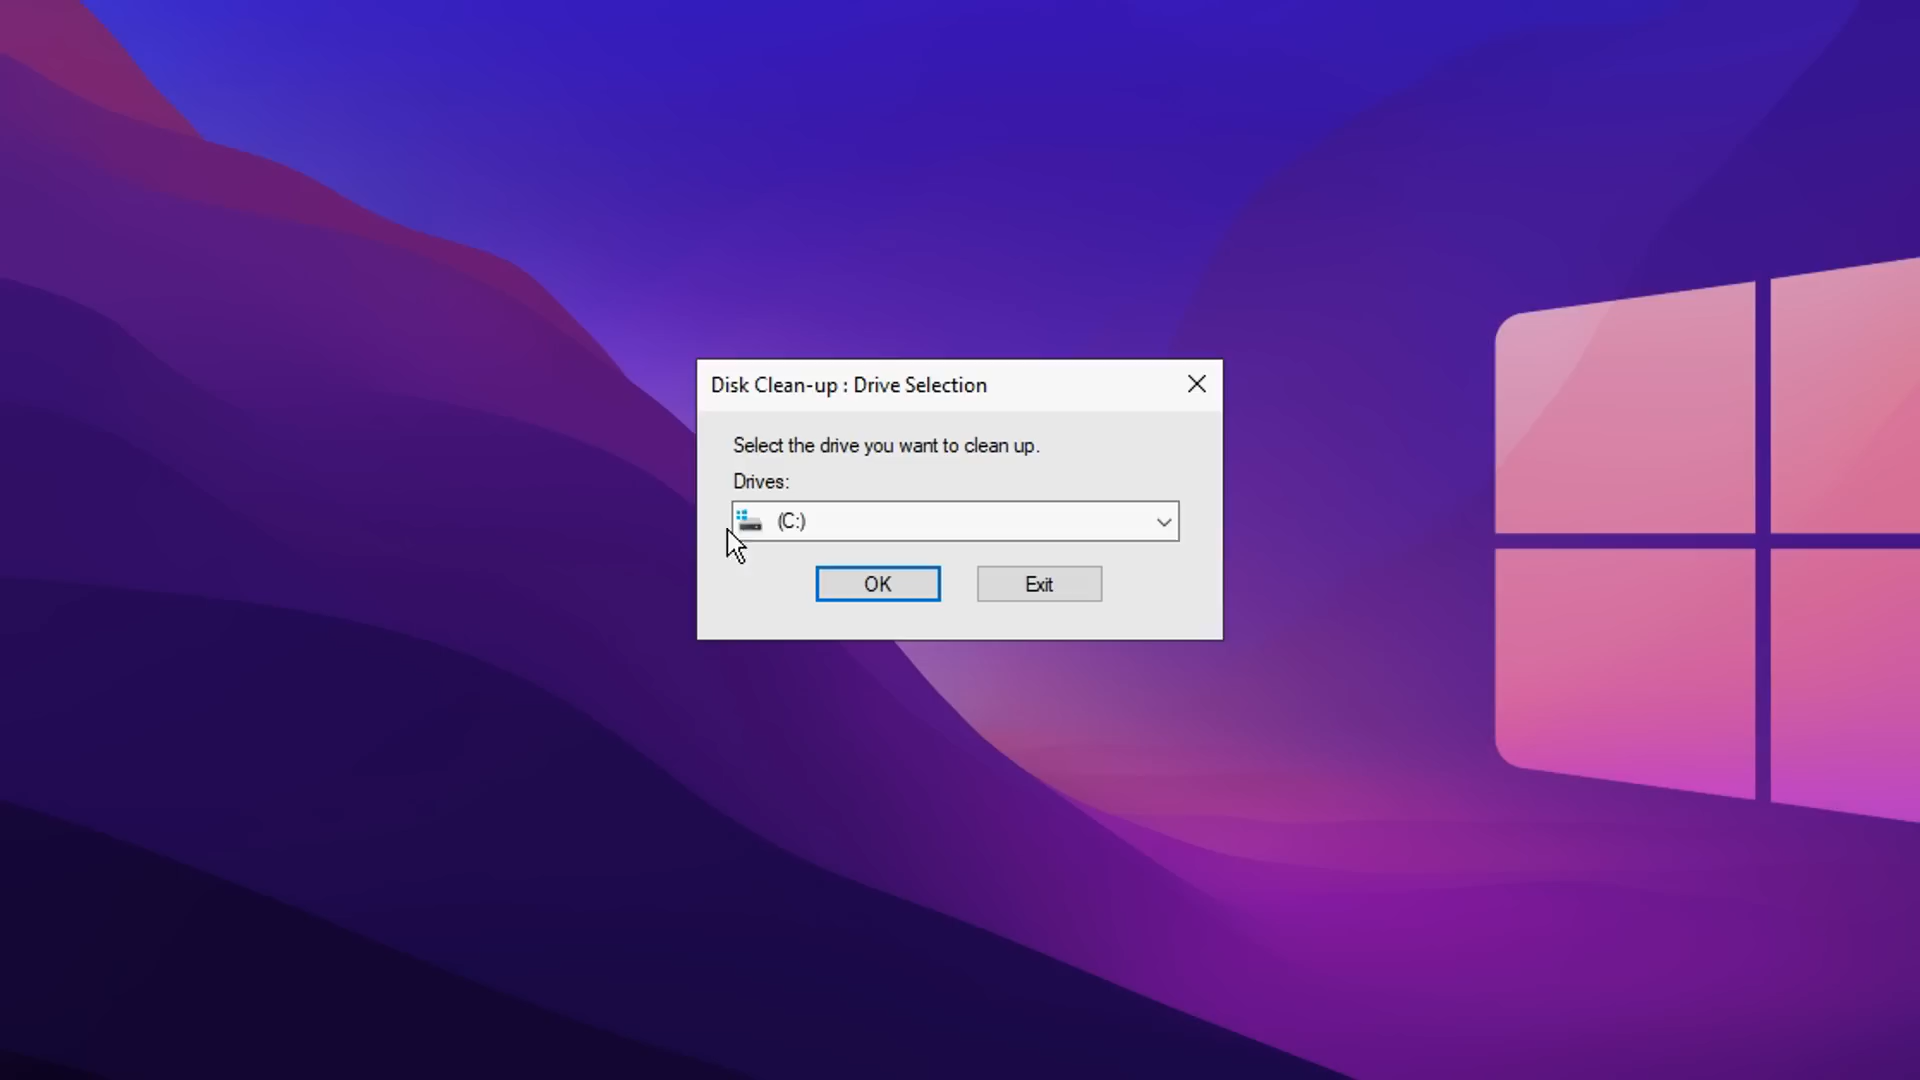 Disk Clean-up : Drive Selection
Select the drive you want to clean up.
Drives:
(C:)
OK
Exit